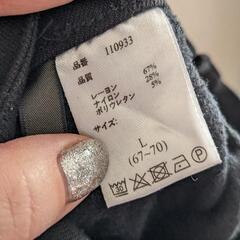 品番 110933
品質
レーヨン 67%
ナイロン 28%
ポリウレタン 5%
サイズ:
L
(67~70)